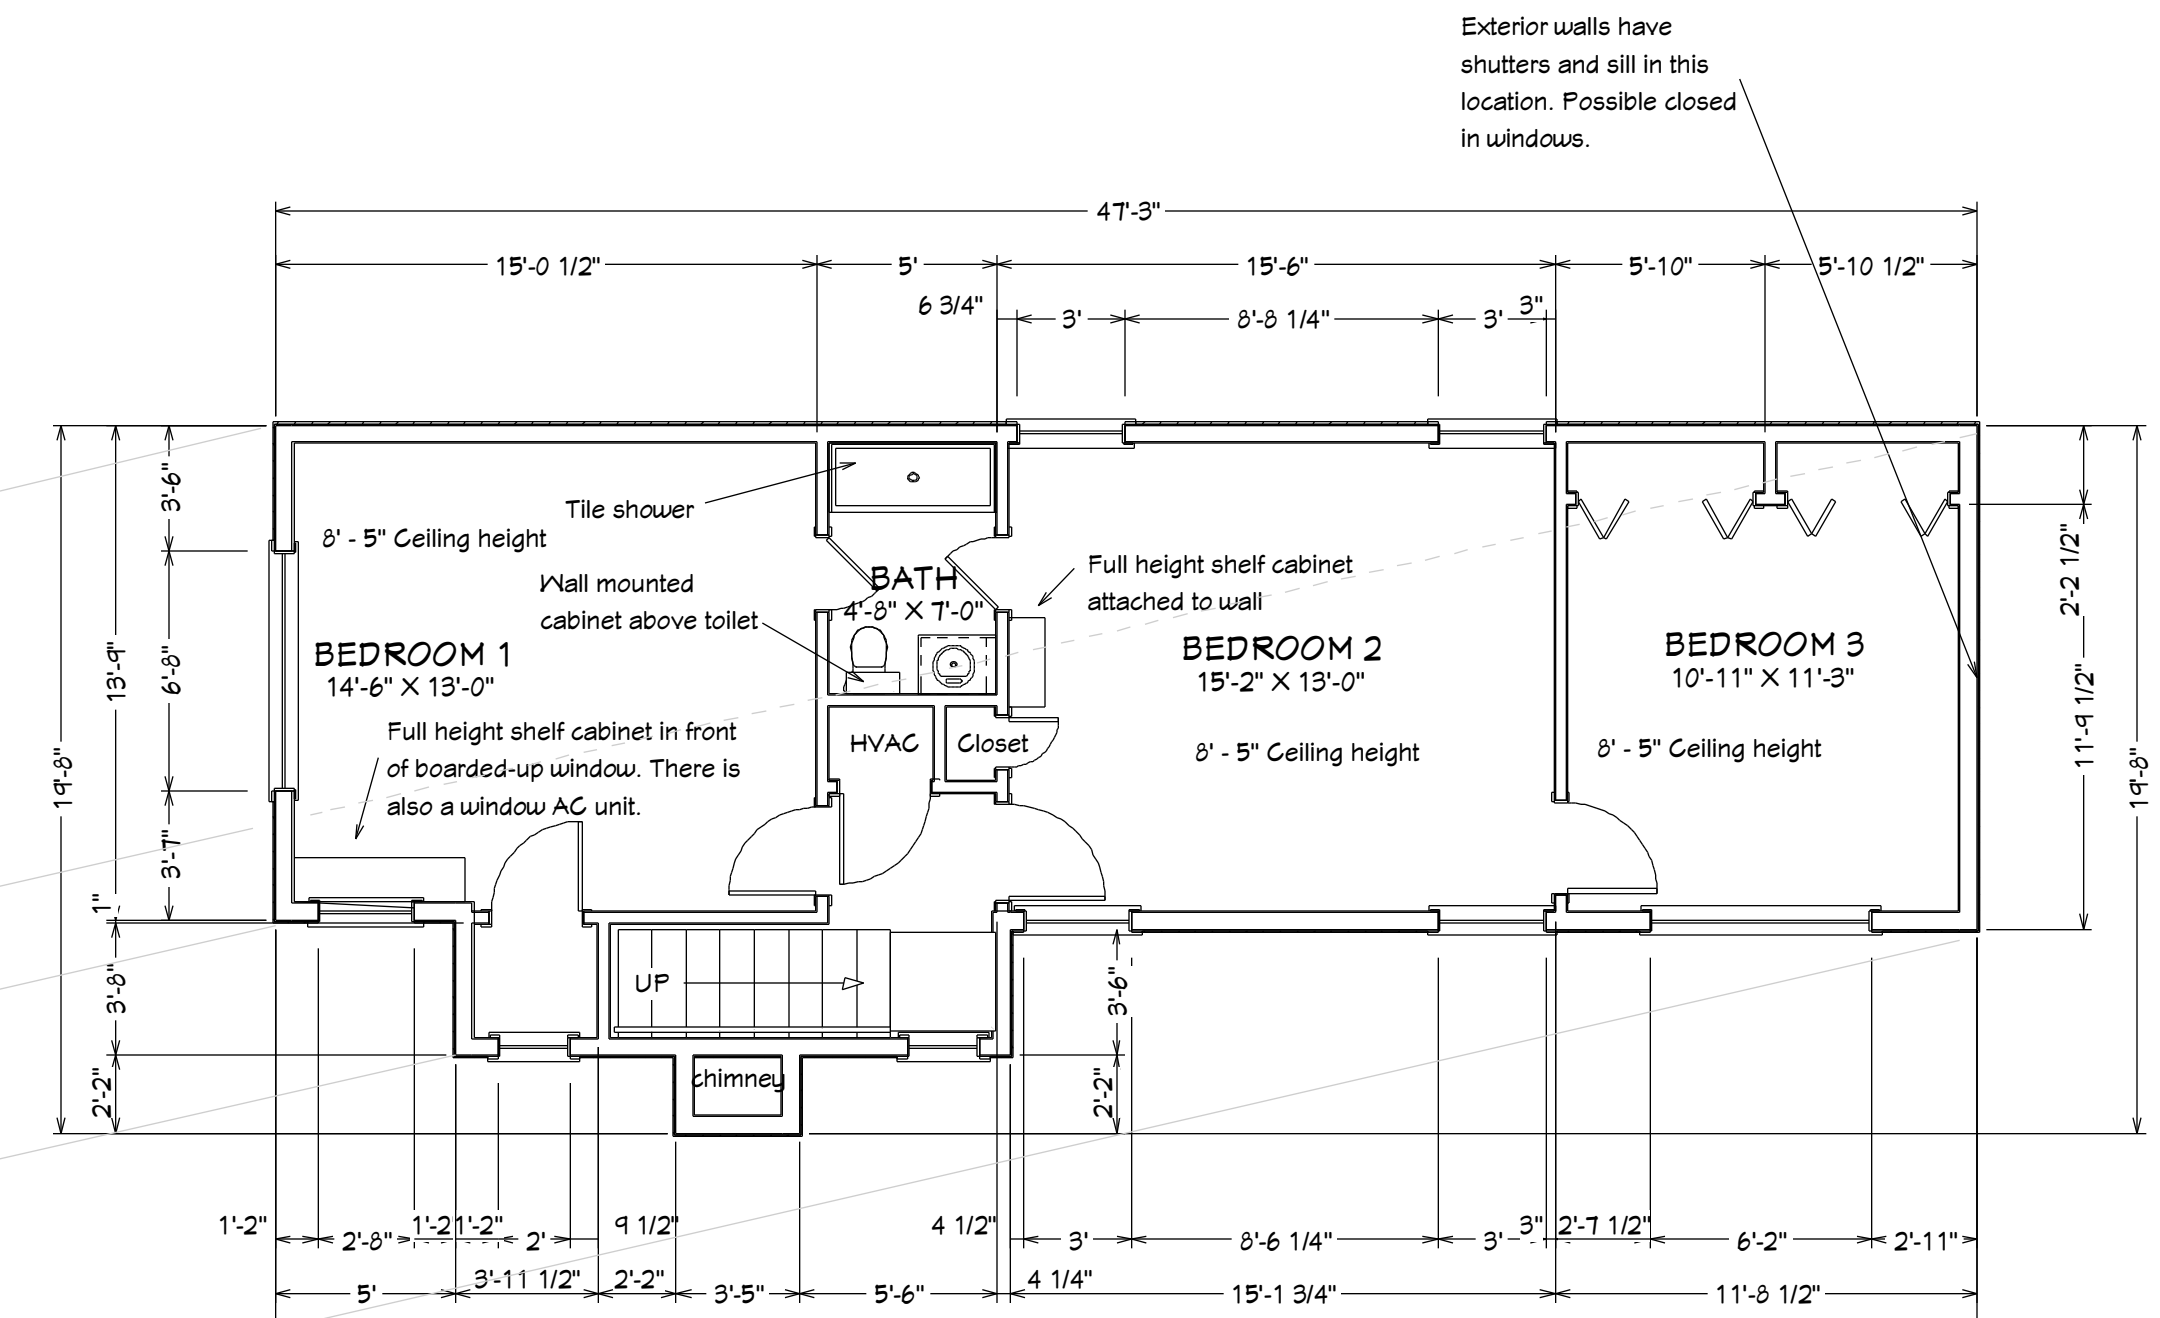 Exterior walls have
shutters and sill in this
location. Possible closed
in windows.
47'-3"
15'-0 1/2"
5'
15'-6"
5'-10"
5'-10 1/2"
6 3/4"
3'
8'-8 1/4"
3'
3"
3'-6"
6'-8"
3'-7"
13'-9"
1"
3'-8"
2'-2"
19'-8"
Tile shower
8' - 5" Ceiling height
Wall mounted
cabinet above toilet
BATH
4'-8" X 7'-0"
Full height shelf cabinet
attached to wall
BEDROOM 1
14'-6" X 13'-0"
BEDROOM 2
15'-2" X 13'-0"
BEDROOM 3
10'-11" X 11'-3"
Full height shelf cabinet in front
of boarded-up window. There is
also a window AC unit.
HVAC
Closet
8' - 5" Ceiling height
8' - 5" Ceiling height
2'-2 1/2"
11'-9 1/2"
19'-8"
UP
3'-6"
2'-2"
chimney
1'-2"
2'-8"
1'-2
1'-2"
2'
9 1/2"
4 1/2"
3'
8'-6 1/4"
3'
3"
2'-7 1/2"
6'-2"
2'-11"
5'
3'-11 1/2"
2'-2"
3'-5"
5'-6"
4 1/4"
15'-1 3/4"
11'-8 1/2"